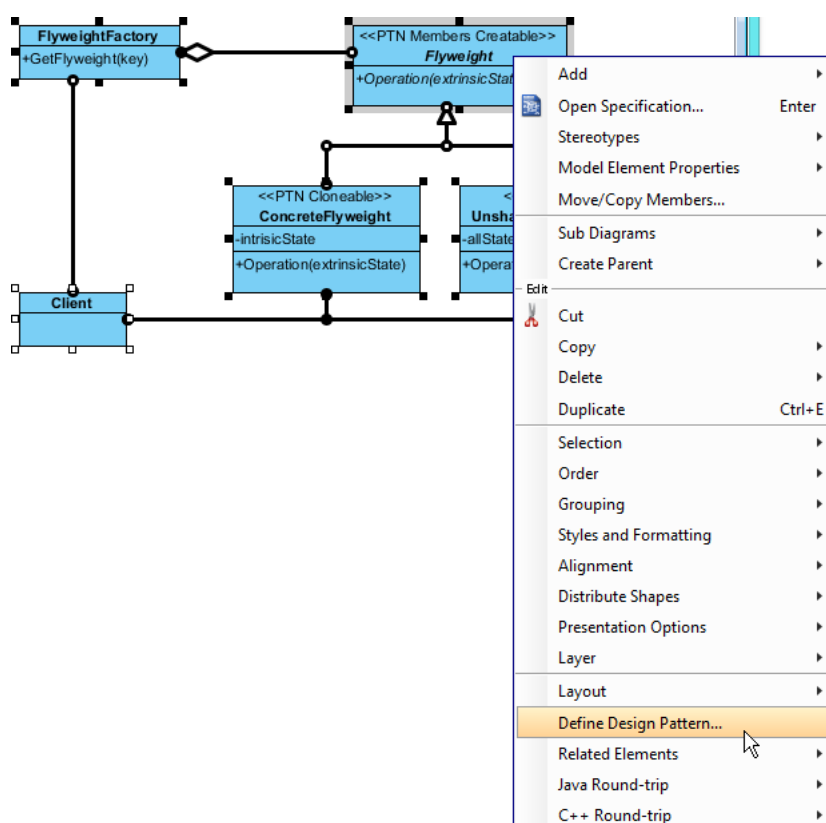 FlyweightFactory
+GetFlyweight(key)
<<PTN Members Creatable>>
Flyweight
+Operation(extrinsicStat
<<PTN Cloneable>>
ConcreteFlyweight
-intrisicState
+Operation(extrinsicState)
<
Unsha
-allState
+Opera
Client
Add
Open Specification... Enter
Stereotypes
Model Element Properties
Move/Copy Members...
Sub Diagrams
Create Parent
Edit
Cut
Copy
Delete
Duplicate Ctrl+E
Selection
Order
Grouping
Styles and Formatting
Alignment
Distribute Shapes
Presentation Options
Layer
Layout
Define Design Pattern...
Related Elements
Java Round-trip
C++ Round-trip